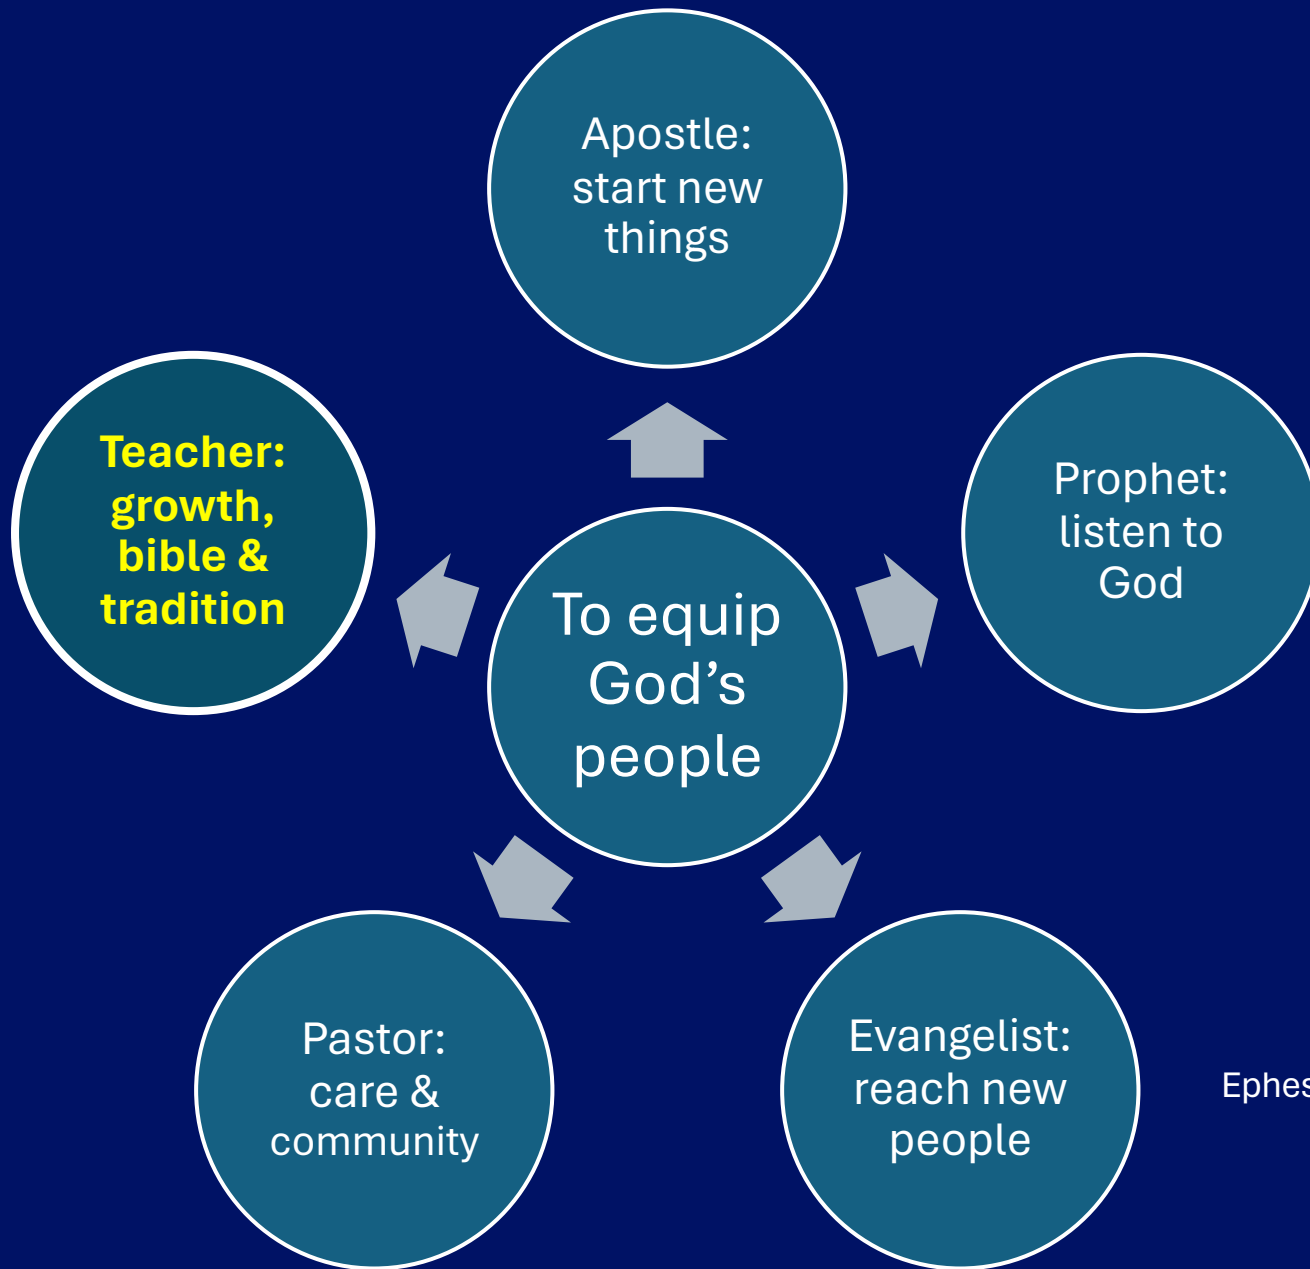 Apostle:
start new
things
Teacher:
growth,
bible &
tradition
Prophet:
listen to
God
To equip
God’s
people
Pastor:
care &
community
Evangelist:
reach new
people
Ephes